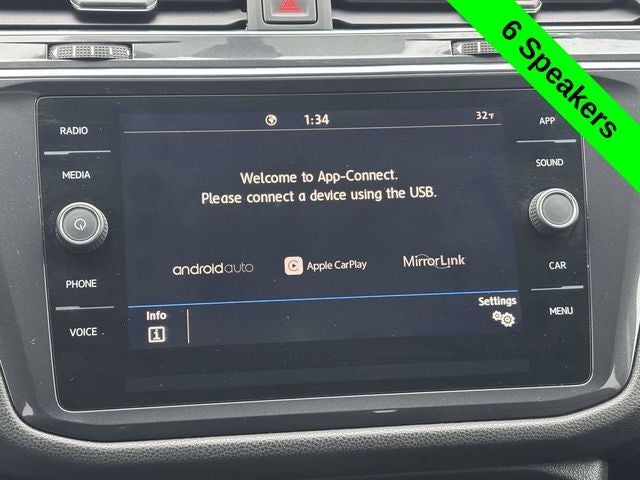 6 Speakers
1:34
32°F
RADIO
MEDIA
PHONE
VOICE
Welcome to App-Connect.
Please connect a device using the USB.
androidauto
Apple CarPlay
MirrorLink
Info
i
Settings
APP
SOUND
CAR
MENU